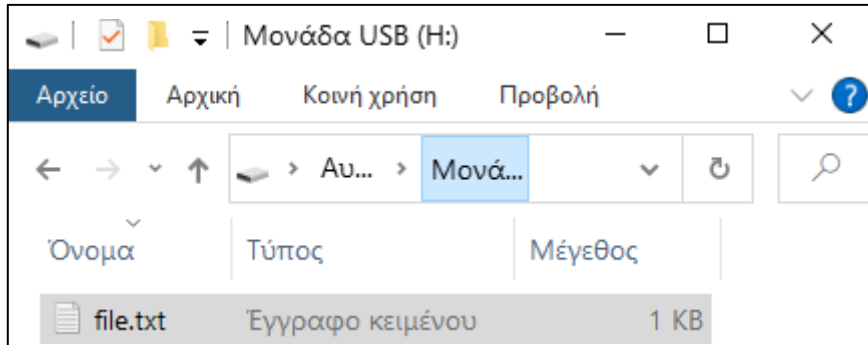 Μονάδα USB (H:)
Αρχείο Αρχική Κοινή χρήση Προβολή ?
Αυ... Μονά...
Όνομα Τύπος Μέγεθος
file.txt Έγγραφο κειμένου 1 KB